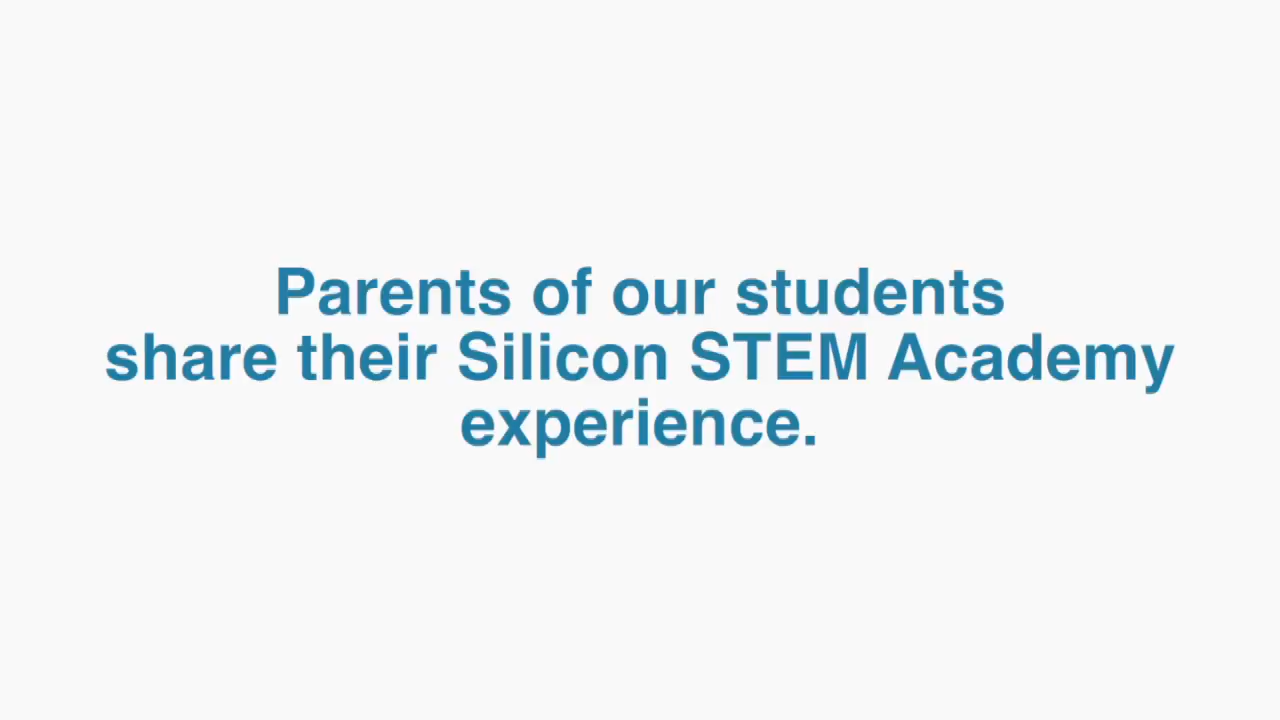 Parents of our students
share their Silicon STEM Academy
experience.